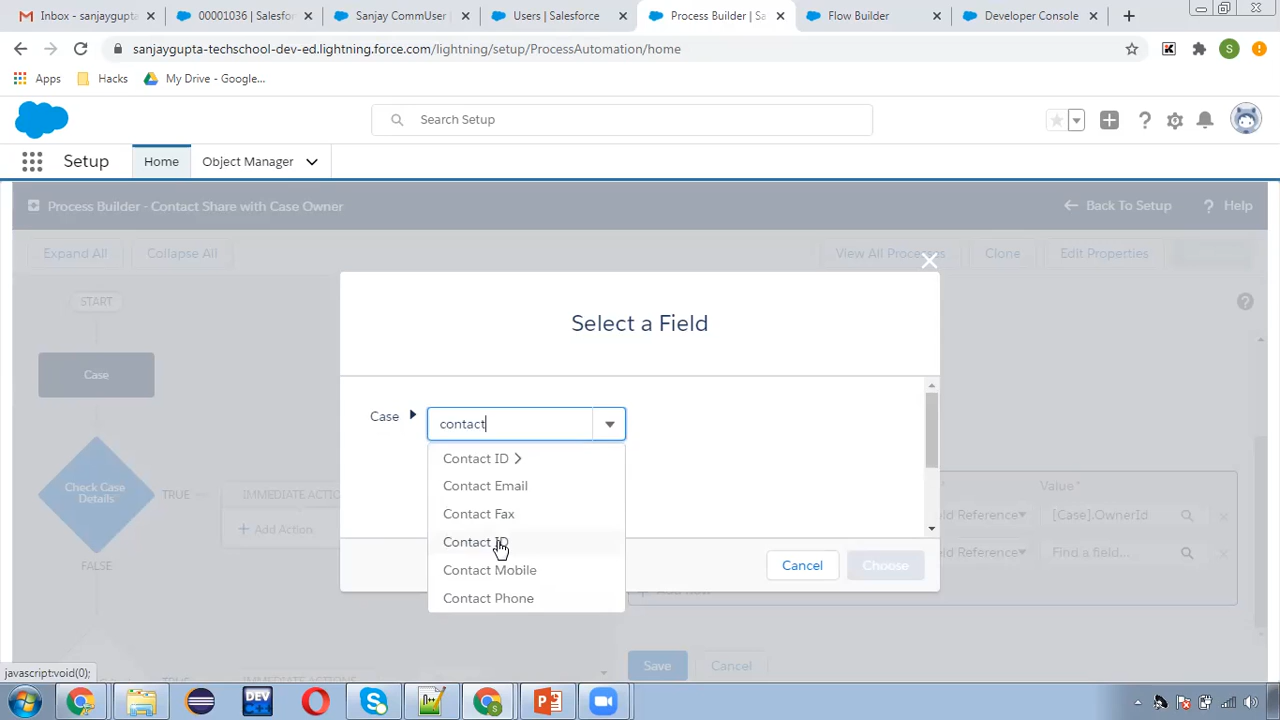 Inbox - sanjaygupta.techsch
00001036 | Salesfor
Sanjay CommUser |
Users | Salesforce
Process Builder | Sa
Flow Builder
Developer Console
sanjaygupta-techschool-dev-ed.lightning.force.com/lightning/setup/ProcessAutomation/home
S
Apps
Hacks
My Drive - Google...
Search Setup
Setup
Home
Object Manager
Process Builder - Contact Share with Case Owner
Back To Setup
? Help
Expand All
Collapse All
View All Processes
Clone
Edit Properties
START
Select a Field
Case
Case
contact
Contact ID >
Contact Email
Contact Fax
Contact ID
Contact Mobile
Contact Phone
Check Case
Details
TRUE
IMMEDIATE ACTIO
+ Add Action
FALSE
Value*
ld Reference
[Case].OwnerId
ld Reference
Find a field...
Cancel
Choose
Save
Cancel
javascript:void(0);
DEV